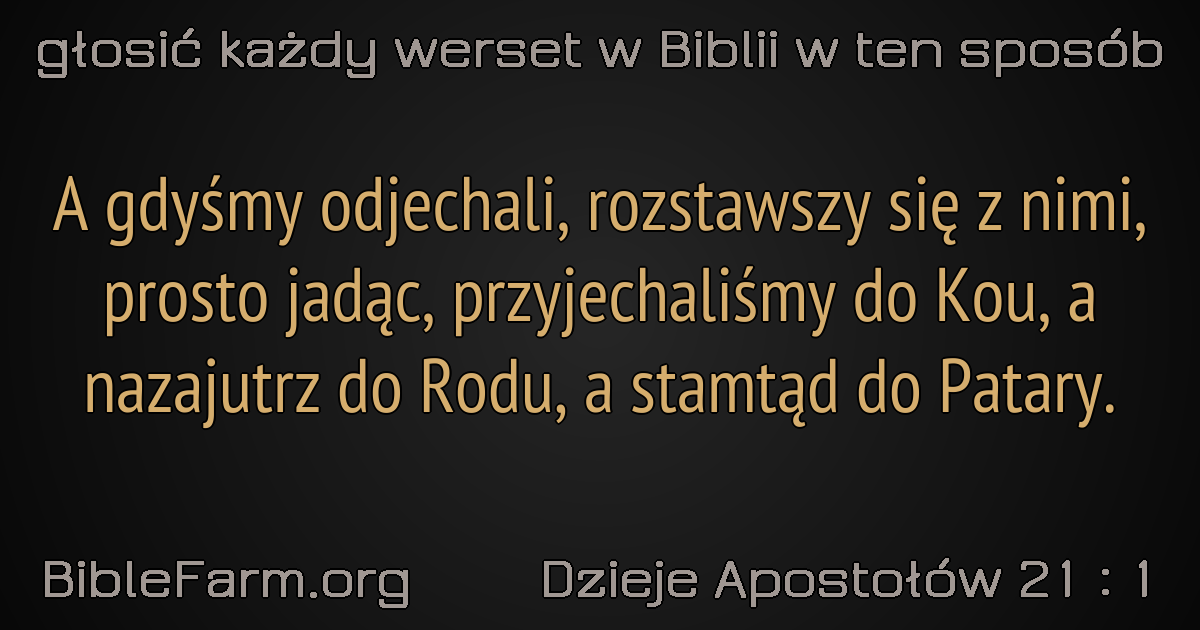 głosić każdy werset w Biblii w ten sposób
A gdyśmy odjechali, rozstawszy się z nimi,
prosto jadąc, przyjechaliśmy do Kou, a
nazajutrz do Rodu, a stamtąd do Patary.
BibleFarm.org
Dzieje Apostołów 21 : 1